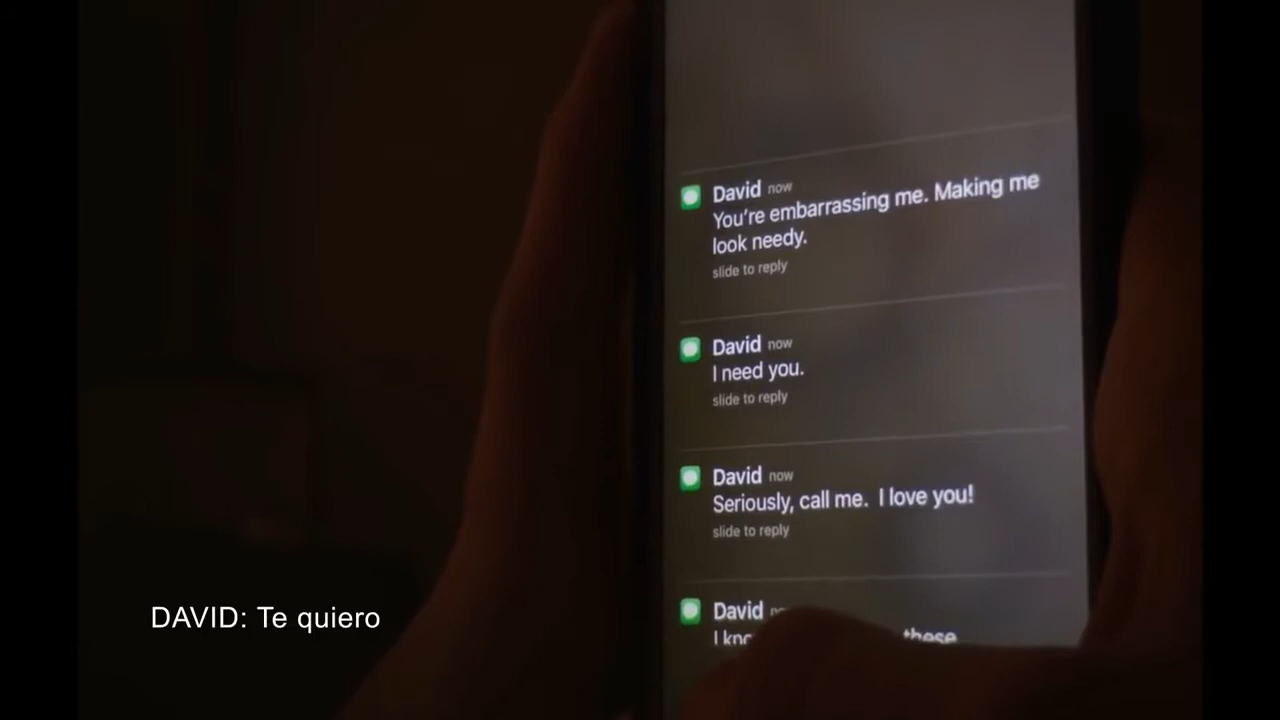 David now
You're embarrassing me. Making me
look needy.
slide to reply
David now
I need you.
slide to reply
David now
Seriously, call me.  I love you!
slide to reply
David
these
DAVID: Te quiero